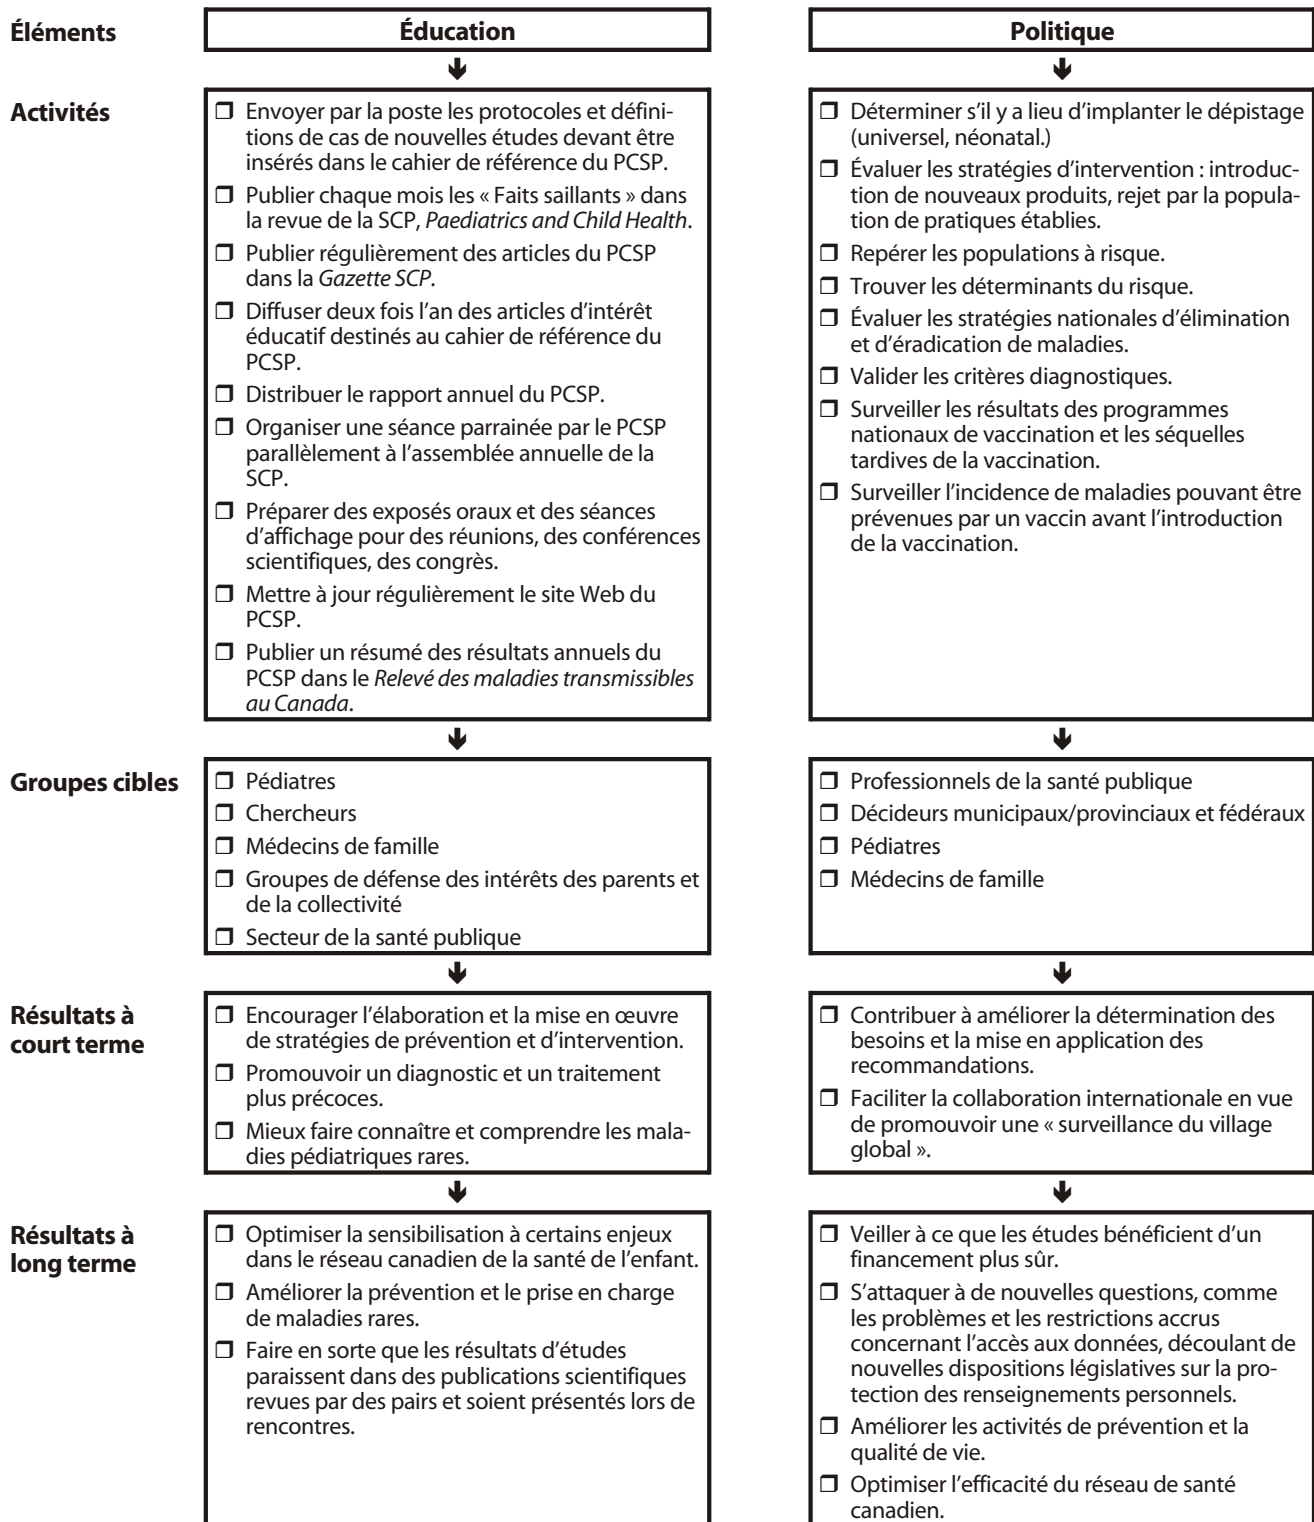 Éléments
Éducation
Politique
Activités
❒ Envoyer par la poste les protocoles et défini-
tions de cas de nouvelles études devant être
insérés dans le cahier de référence du PCSP.
❒ Publier chaque mois les « Faits saillants » dans
la revue de la SCP, Paediatrics and Child Health.
❒ Publier régulièrement des articles du PCSP
dans la Gazette SCP.
❒ Diffuser deux fois l’an des articles d’intérêt
éducatif destinés au cahier de référence du
PCSP.
❒ Distribuer le rapport annuel du PCSP.
❒ Organiser une séance parrainée par le PCSP
parallèlement à l’assemblée annuelle de la
SCP.
❒ Préparer des exposés oraux et des séances
d’affichage pour des réunions, des conférences
scientifiques, des congrès.
❒ Mettre à jour régulièrement le site Web du
PCSP.
❒ Publier un résumé des résultats annuels du
PCSP dans le Relevé des maladies transmissibles
au Canada.
❒ Déterminer s’il y a lieu d’implanter le dépistage
(universel, néonatal.)
❒ Évaluer les stratégies d’intervention : introduc-
tion de nouveaux produits, rejet par la popula-
tion de pratiques établies.
❒ Repérer les populations à risque.
❒ Trouver les déterminants du risque.
❒ Évaluer les stratégies nationales d’élimination
et d’éradication de maladies.
❒ Valider les critères diagnostiques.
❒ Surveiller les résultats des programmes
nationaux de vaccination et les séquelles
tardives de la vaccination.
❒ Surveiller l’incidence de maladies pouvant être
prévenues par un vaccin avant l’introduction
de la vaccination.
Groupes cibles
❒ Pédiatres
❒ Chercheurs
❒ Médecins de famille
❒ Groupes de défense des intérêts des parents et
de la collectivité
❒ Secteur de la santé publique
❒ Professionnels de la santé publique
❒ Décideurs municipaux/provinciaux et fédéraux
❒ Pédiatres
❒ Médecins de famille
Résultats à
court terme
❒ Encourager l’élaboration et la mise en œuvre
de stratégies de prévention et d’intervention.
❒ Promouvoir un diagnostic et un traitement
plus précoces.
❒ Mieux faire connaître et comprendre les mala-
dies pédiatriques rares.
❒ Contribuer à améliorer la détermination des
besoins et la mise en application des
recommandations.
❒ Faciliter la collaboration internationale en vue
de promouvoir une « surveillance du village
global ».
Résultats à
long terme
❒ Optimiser la sensibilisation à certains enjeux
dans le réseau canadien de la santé de l’enfant.
❒ Améliorer la prévention et le prise en charge
de maladies rares.
❒ Faire en sorte que les résultats d’études
paraissent dans des publications scientifiques
revues par des pairs et soient présentés lors de
rencontres.
❒ Veiller à ce que les études bénéficient d’un
financement plus sûr.
❒ S’attaquer à de nouvelles questions, comme
les problèmes et les restrictions accrus
concernant l’accès aux données, découlant de
nouvelles dispositions législatives sur la pro-
tection des renseignements personnels.
❒ Améliorer les activités de prévention et la
qualité de vie.
❒ Optimiser l’efficacité du réseau de santé
canadien.